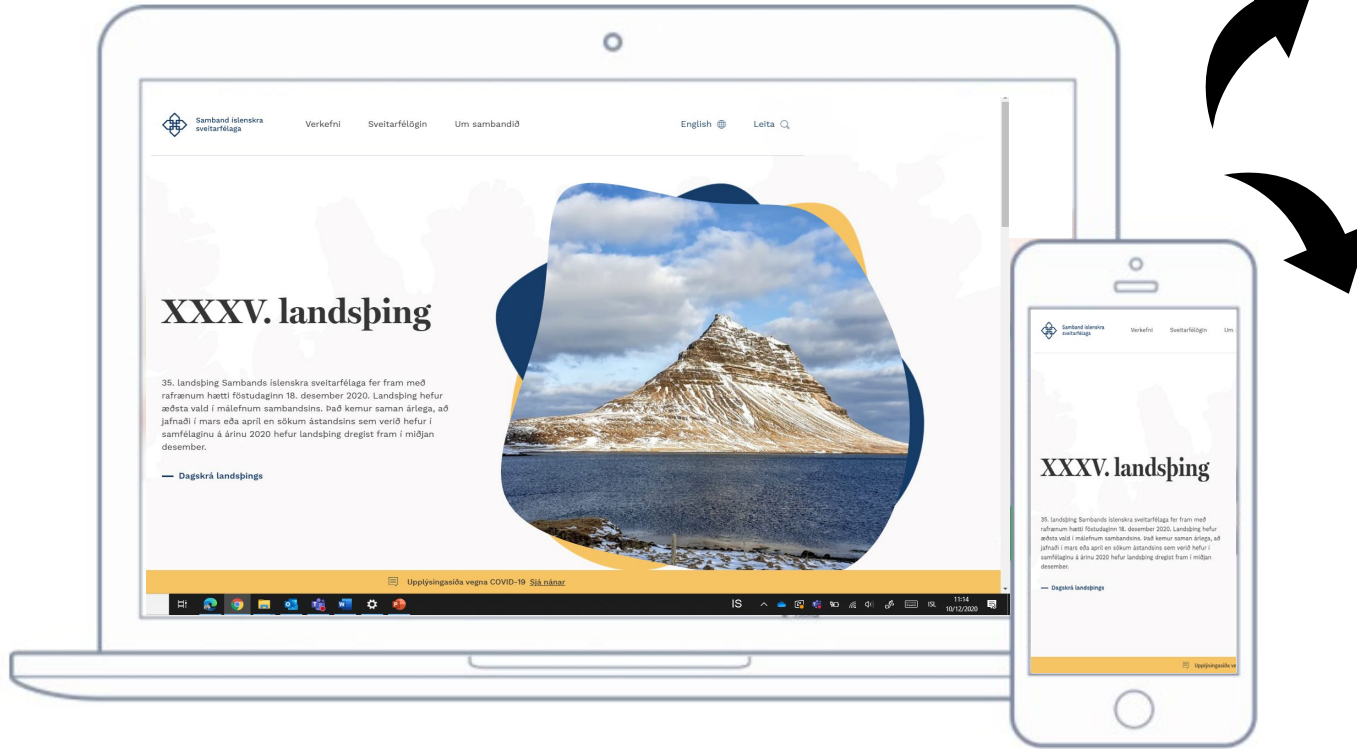 Samband íslenskra
sveitarfélaga
Verkefni
Sveitarfélögin
Um sambandið
English
Leita
XXXV. landsþing
35. landsþing Sambands íslenskra sveitarfélaga fer fram með
rafrænum hætti föstudaginn 18. desember 2020. Landsþing hefur
æðsta vald í málefnum sambandsins. Það kemur saman árlega, að
jafnaði í mars eða apríl en sökum ástandsins sem verið hefur í
samfélaginu á árinu 2020 hefur landsþing dregist fram í miðjan
desember.
Dagskrá landsþings
Upplýsingasíða vegna COVID-19 Sjá nánar
IS
ISL
11:14
10/12/2020
Samband íslenskra
sveitarfélaga
Verkefni
Sveitarfélögin
Um
XXXV. landsþing
35. landsþing Sambands íslenskra sveitarfélaga fer fram með
rafrænum hætti föstudaginn 18. desember 2020. Landsþing hefur
æðsta vald í málefnum sambandsins. Það kemur saman árlega, að
jafnaði í mars eða apríl en sökum ástandsins sem verið hefur í
samfélaginu á árinu 2020 hefur landsþing dregist fram í miðjan
desember.
Dagskrá landsþings
Upplýsingasíða ve